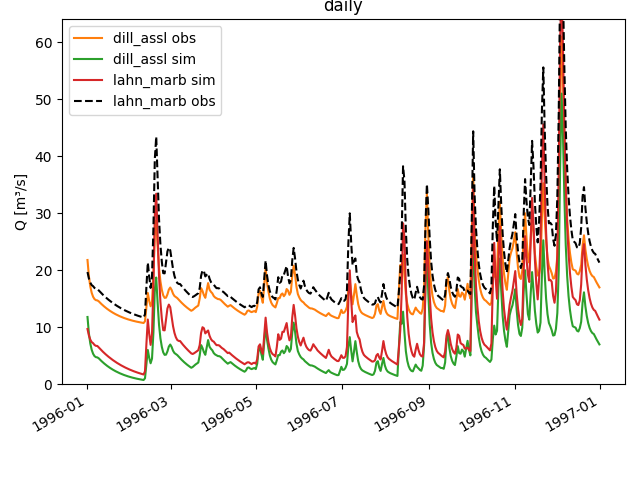 daily
60
50
40
30
20
10
0
Q [m³/s]
dill_assl obs
dill_assl sim
lahn_marb sim
lahn_marb obs
1996-01
1996-03
1996-05
1996-07
1996-09
1996-11
1997-01